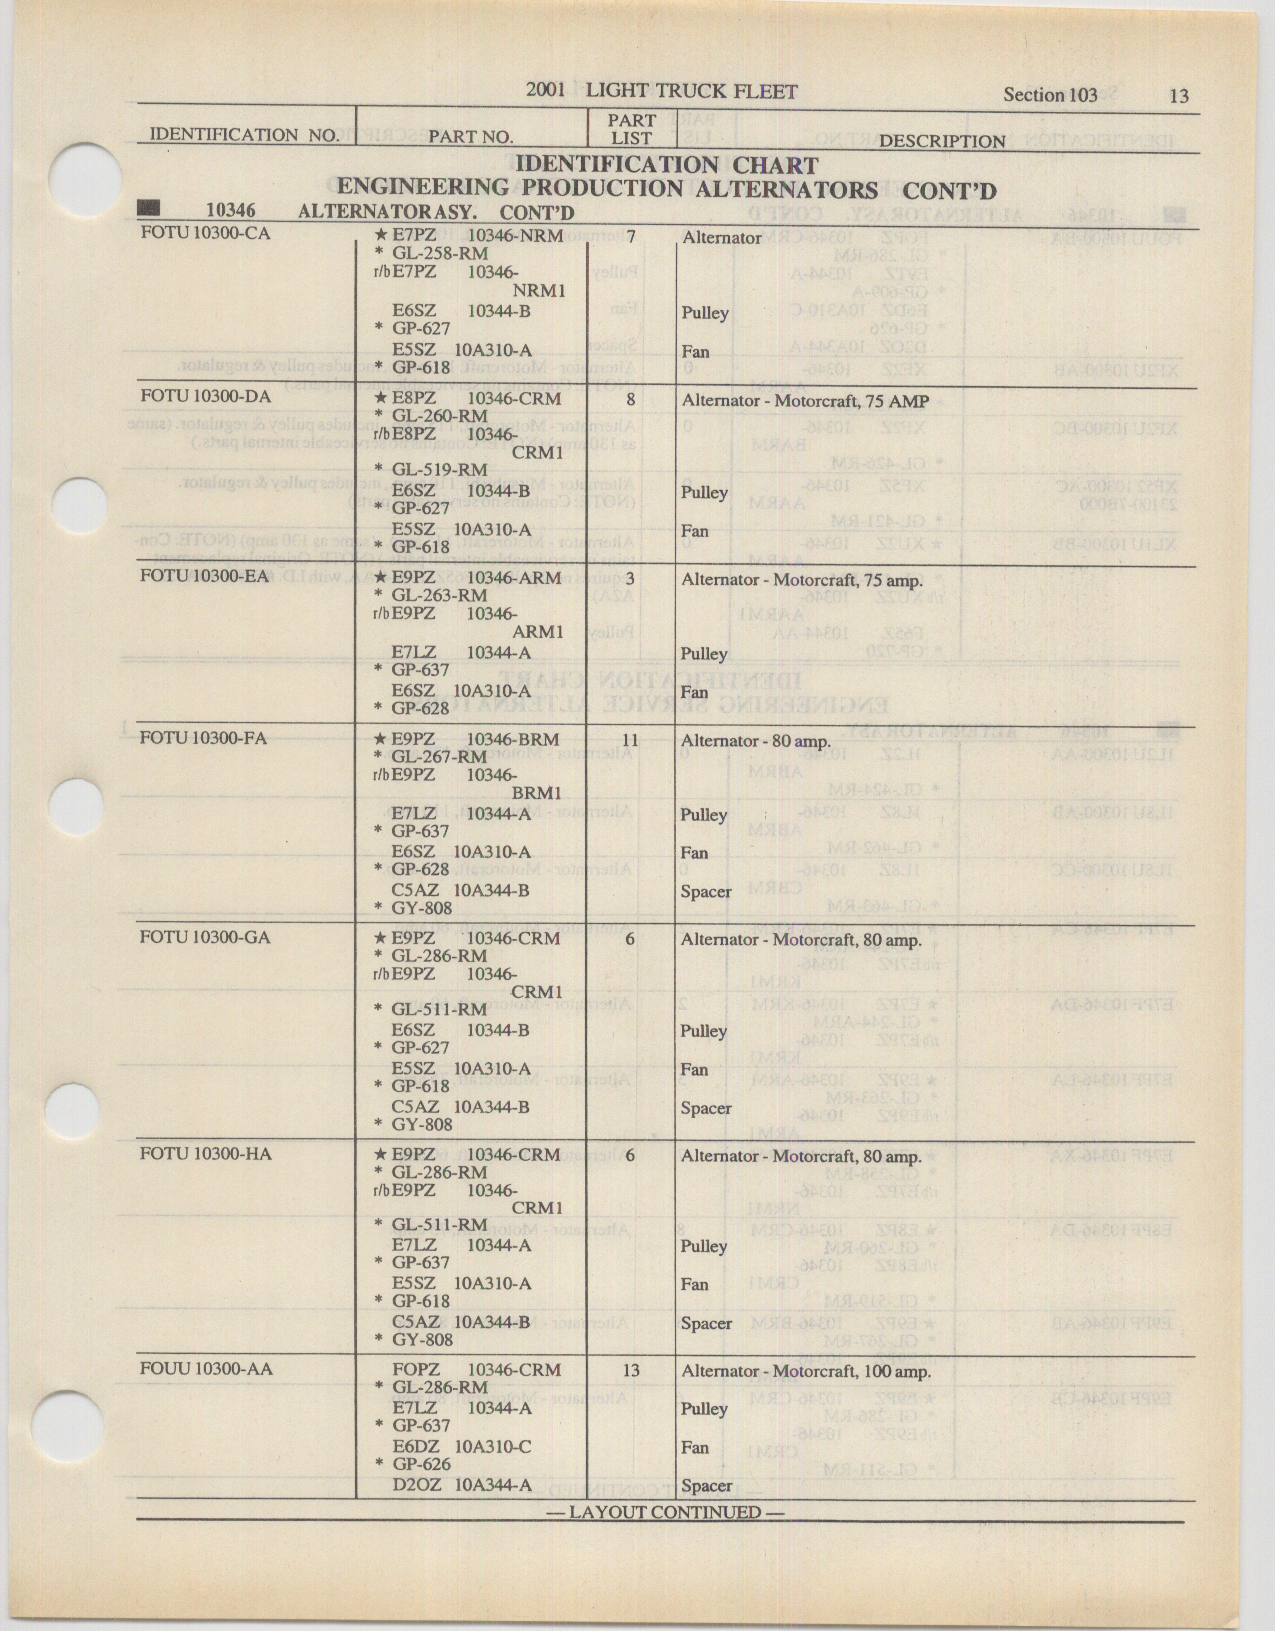 2001 LIGHT TRUCK FLEET Section 103 13
IDENTIFICATION NO. PART NO. PART LIST DESCRIPTION
IDENTIFICATION CHART
ENGINEERING PRODUCTION ALTERNATORS CONT'D
■ 10346 ALTERNATOR ASY. CONT'D
FOTU 10300-CA ★ E7PZ 10346-NRM 7 Alternator
* GL-258-RM
r/b E7PZ 10346-
NRM1
E6SZ 10344-B Pulley
* GP-627
E5SZ 10A310-A Fan
* GP-618
FOTU 10300-DA ★ E8PZ 10346-CRM 8 Alternator - Motorcraft, 75 AMP
* GL-260-RM
r/b E8PZ 10346-
CRM1
* GL-519-RM
E6SZ 10344-B Pulley
* GP-627
E5SZ 10A310-A Fan
* GP-618
FOTU 10300-EA ★ E9PZ 10346-ARM 3 Alternator - Motorcraft, 75 amp.
* GL-263-RM
r/b E9PZ 10346-
ARM1
E7LZ 10344-A Pulley
* GP-637
E6SZ 10A310-A Fan
* GP-628
FOTU 10300-FA ★ E9PZ 10346-BRM 11 Alternator - 80 amp.
* GL-267-RM
r/b E9PZ 10346-
BRM1
E7LZ 10344-A Pulley
* GP-637
E6SZ 10A310-A Fan
* GP-628
C5AZ 10A344-B Spacer
* GY-808
FOTU 10300-GA ★ E9PZ 10346-CRM 6 Alternator - Motorcraft, 80 amp.
* GL-286-RM
r/b E9PZ 10346-
CRM1
* GL-511-RM
E6SZ 10344-B Pulley
* GP-627
E5SZ 10A310-A Fan
* GP-618
C5AZ 10A344-B Spacer
* GY-808
FOTU 10300-HA ★ E9PZ 10346-CRM 6 Alternator - Motorcraft, 80 amp.
* GL-286-RM
r/b E9PZ 10346-
CRM1
* GL-511-RM
E7LZ 10344-A Pulley
* GP-637
E5SZ 10A310-A Fan
* GP-618
C5AZ 10A344-B Spacer
* GY-808
FOUU 10300-AA FOPZ 10346-CRM 13 Alternator - Motorcraft, 100 amp.
* GL-286-RM
E7LZ 10344-A Pulley
* GP-637
E6DZ 10A310-C Fan
* GP-626
D2OZ 10A344-A Spacer
— LAYOUT CONTINUED —